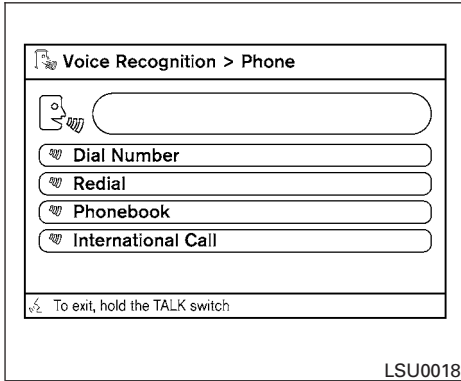 Voice Recognition > Phone
Dial Number
Redial
Phonebook
International Call
To exit, hold the TALK switch
LSU0018